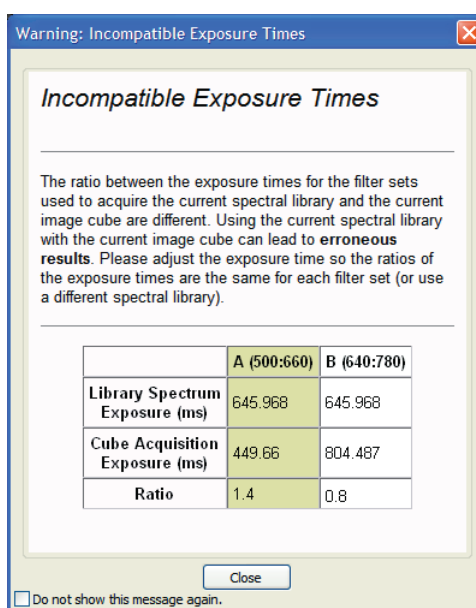 Warning: Incompatible Exposure Times
Incompatible Exposure Times
The ratio between the exposure times for the filter sets
used to acquire the current spectral library and the current
image cube are different. Using the current spectral library
with the current image cube can lead to erroneous
results. Please adjust the exposure time so the ratios of
the exposure times are the same for each filter set (or use
a different spectral library).
A (500:660) B (640:780)
Library Spectrum
Exposure (ms) 645.968 645.968
Cube Acquisition
Exposure (ms) 449.66 804.487
Ratio 1.4 0.8
Close
Do not show this message again.